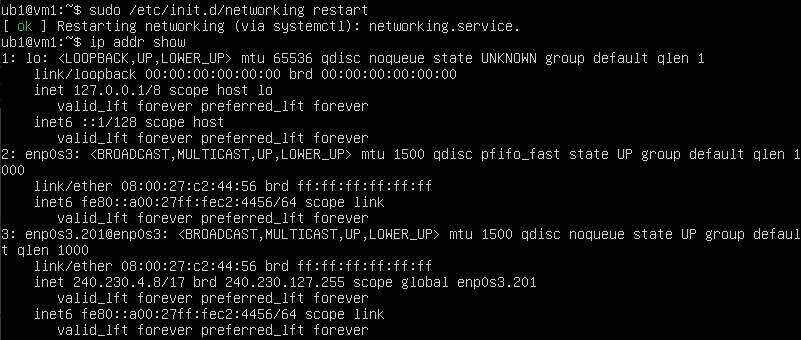 ub1@vm1:~$ sudo /etc/init.d/networking restart
[ ok ] Restarting networking (via systemctl): networking.service.
ub1@vm1:~$ ip addr show
1: lo: <LOOPBACK,UP,LOWER_UP> mtu 65536 qdisc noqueue state UNKNOWN group default qlen 1
    link/loopback 00:00:00:00:00:00 brd 00:00:00:00:00:00
    inet 127.0.0.1/8 scope host lo
       valid_lft forever preferred_lft forever
    inet6 ::1/128 scope host
       valid_lft forever preferred_lft forever
2: enp0s3: <BROADCAST,MULTICAST,UP,LOWER_UP> mtu 1500 qdisc pfifo_fast state UP group default qlen 1
000
    link/ether 08:00:27:c2:44:56 brd ff:ff:ff:ff:ff:ff
    inet6 fe80::a00:27ff:fec2:4456/64 scope link
       valid_lft forever preferred_lft forever
3: enp0s3.201@enp0s3: <BROADCAST,MULTICAST,UP,LOWER_UP> mtu 1500 qdisc noqueue state UP group defaul
t qlen 1000
    link/ether 08:00:27:c2:44:56 brd ff:ff:ff:ff:ff:ff
    inet 240.230.4.8/17 brd 240.230.127.255 scope global enp0s3.201
       valid_lft forever preferred_lft forever
    inet6 fe80::a00:27ff:fec2:4456/64 scope link
       valid_lft forever preferred_lft forever